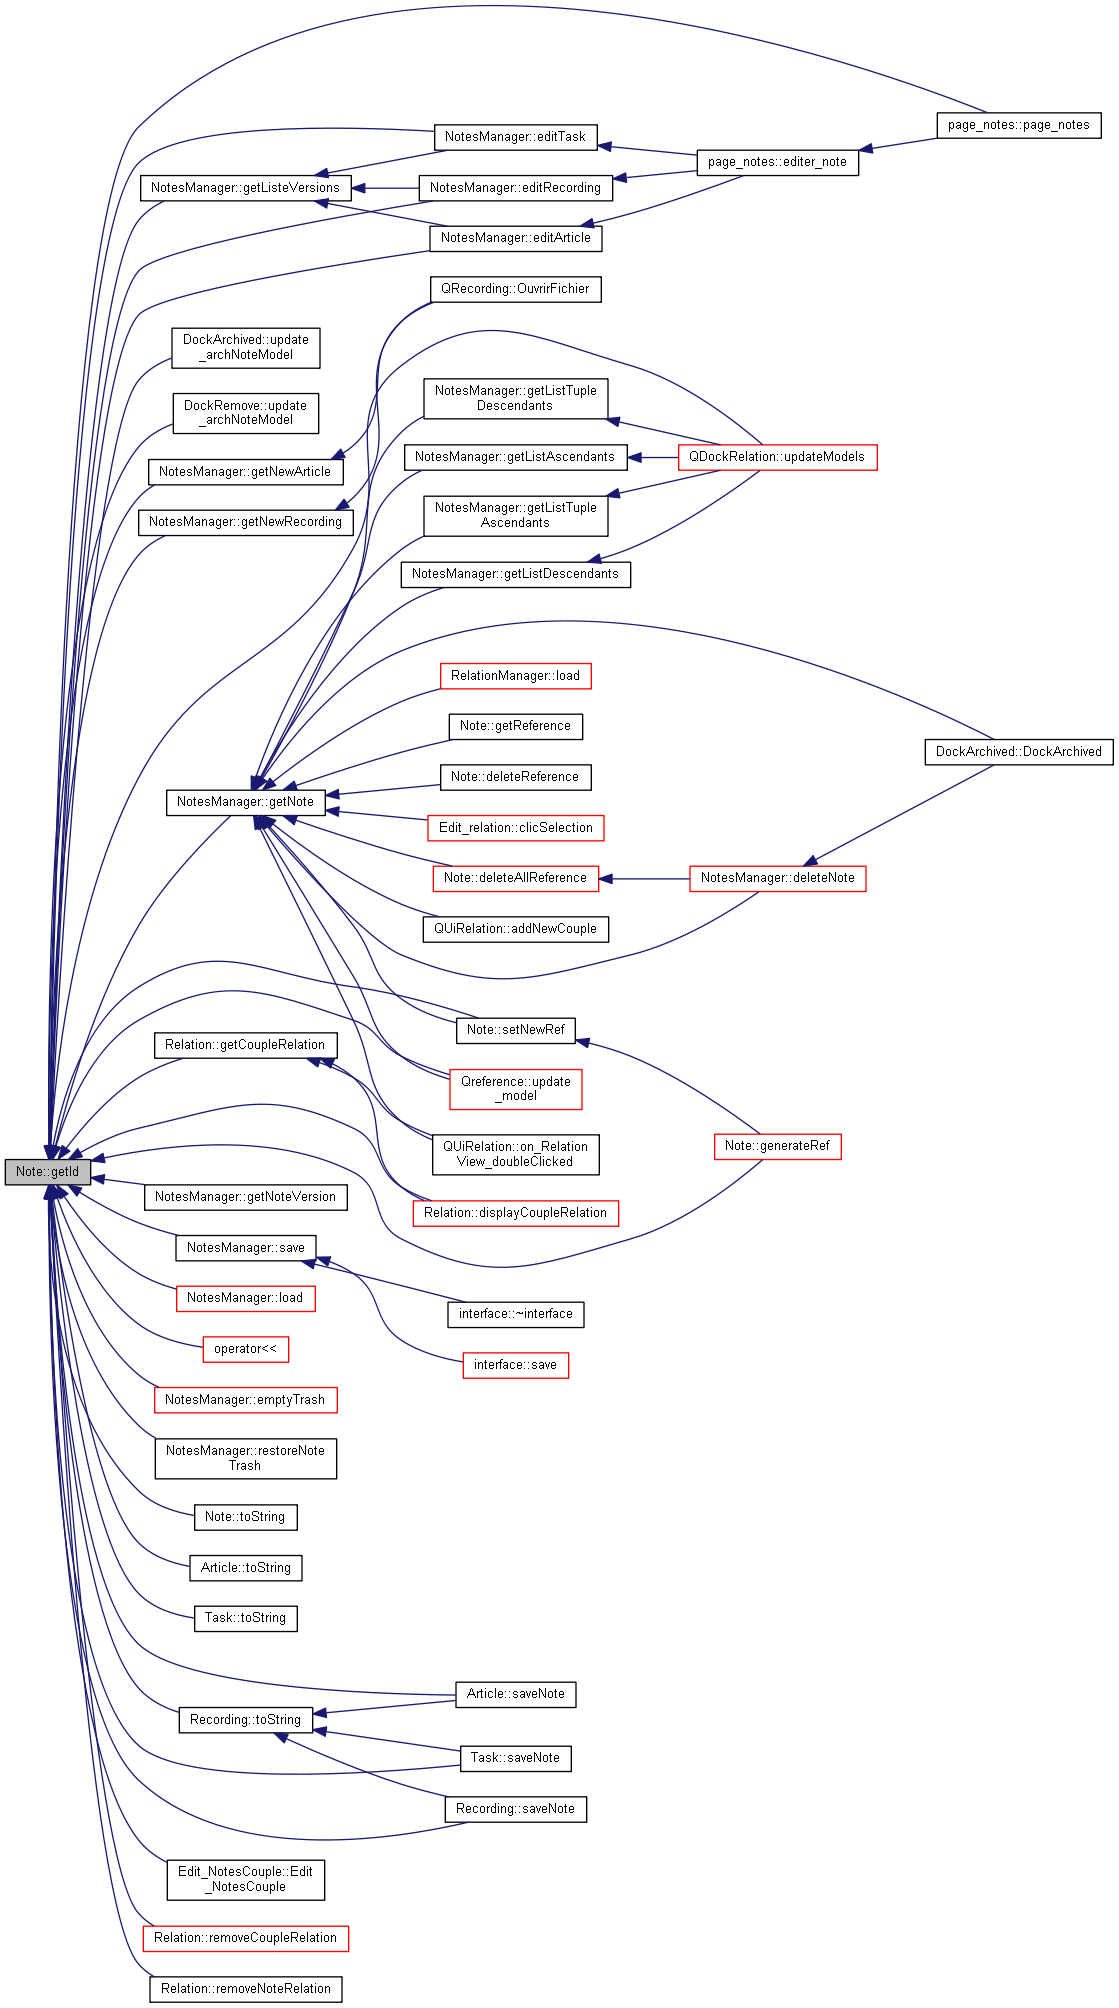 page_notes::page_notes
NotesManager::editTask
page_notes::editer_note
NotesManager::getListeVersions
NotesManager::editRecording
NotesManager::editArticle
QRecording::OuvrirFichier
DockArchived::update
_archNoteModel
NotesManager::getListTuple
Descendants
DockRemove::update
_archNoteModel
NotesManager::getListAscendants
QDockRelation::updateModels
NotesManager::getNewArticle
NotesManager::getListTuple
Ascendants
NotesManager::getNewRecording
NotesManager::getListDescendants
RelationManager::load
Note::getReference
DockArchived::DockArchived
Note::deleteReference
NotesManager::getNote
Edit_relation::clicSelection
Note::deleteAllReference
NotesManager::deleteNote
QUiRelation::addNewCouple
Note::setNewRef
Relation::getCoupleRelation
Qreference::update
_model
QUiRelation::on_Relation
View_doubleClicked
Note::generateRef
Note::getId
NotesManager::getNoteVersion
Relation::displayCoupleRelation
NotesManager::save
NotesManager::load
interface::~interface
operator<<
interface::save
NotesManager::emptyTrash
NotesManager::restoreNote
Trash
Note::toString
Article::toString
Task::toString
Article::saveNote
Recording::toString
Task::saveNote
Recording::saveNote
Edit_NotesCouple::Edit
_NotesCouple
Relation::removeCoupleRelation
Relation::removeNoteRelation